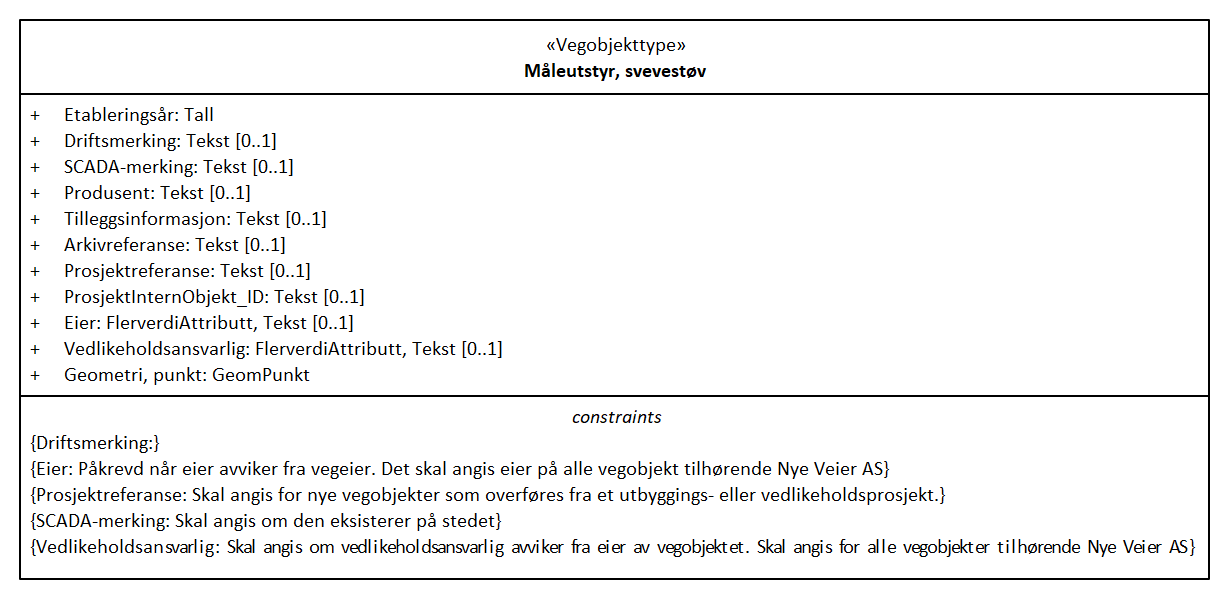 «Vegobjekttype»
Måleutstyr, svevestøv
+ Etableringsår: Tall
+ Driftsmerking: Tekst [0..1]
+ SCADA-merking: Tekst [0..1]
+ Produsent: Tekst [0..1]
+ Tilleggsinformasjon: Tekst [0..1]
+ Arkivreferanse: Tekst [0..1]
+ Prosjektreferanse: Tekst [0..1]
+ ProsjektInternObjekt_ID: Tekst [0..1]
+ Eier: FlerverdiAttributt, Tekst [0..1]
+ Vedlikeholdsansvarlig: FlerverdiAttributt, Tekst [0..1]
+ Geometri, punkt: GeomPunkt
constraints
{Driftsmerking:}
{Eier: Påkrevd når eier avviker fra vegeier. Det skal angis eier på alle vegobjekt tilhørende Nye Veier AS}
{Prosjektreferanse: Skal angis for nye vegobjekter som overføres fra et utbyggings- eller vedlikeholdsprosjekt.}
{SCADA-merking: Skal angis om den eksisterer på stedet}
{Vedlikeholdsansvarlig: Skal angis om vedlikeholdsansvarlig avviker fra eier av vegobjektet. Skal angis for alle vegobjekter tilhørende Nye Veier AS}